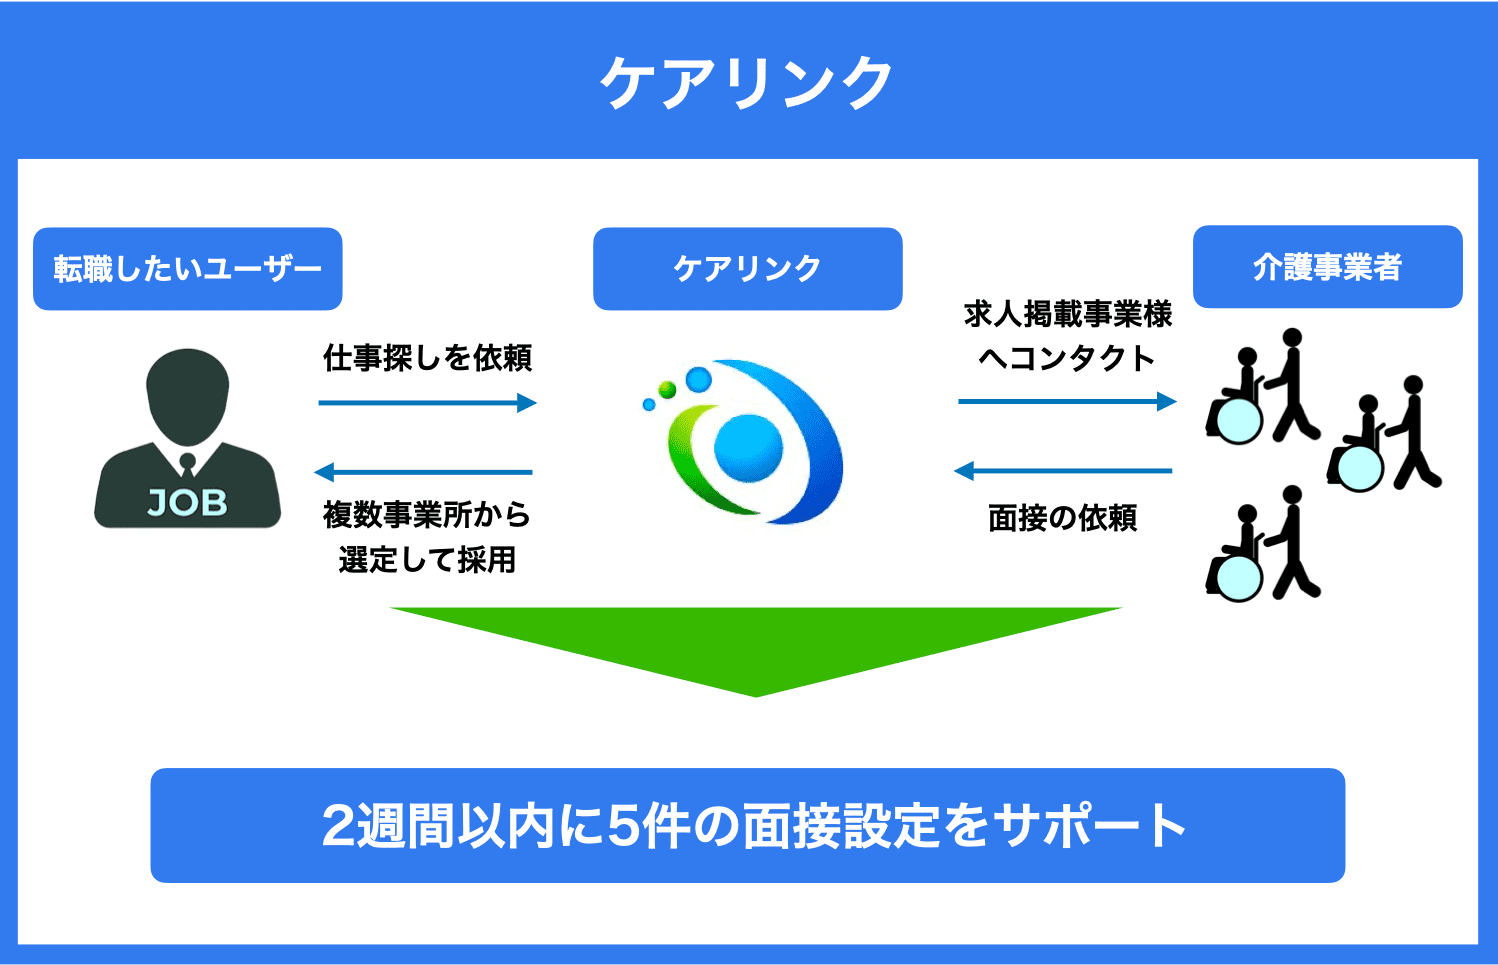 ケアリンク
転職したいユーザー
ケアリンク
介護事業者
仕事探しを依頼
求人掲載事業様
へコンタクト
JOB
複数事業所から
選定して採用
面接の依頼
2週間以内に5件の面接設定をサポート